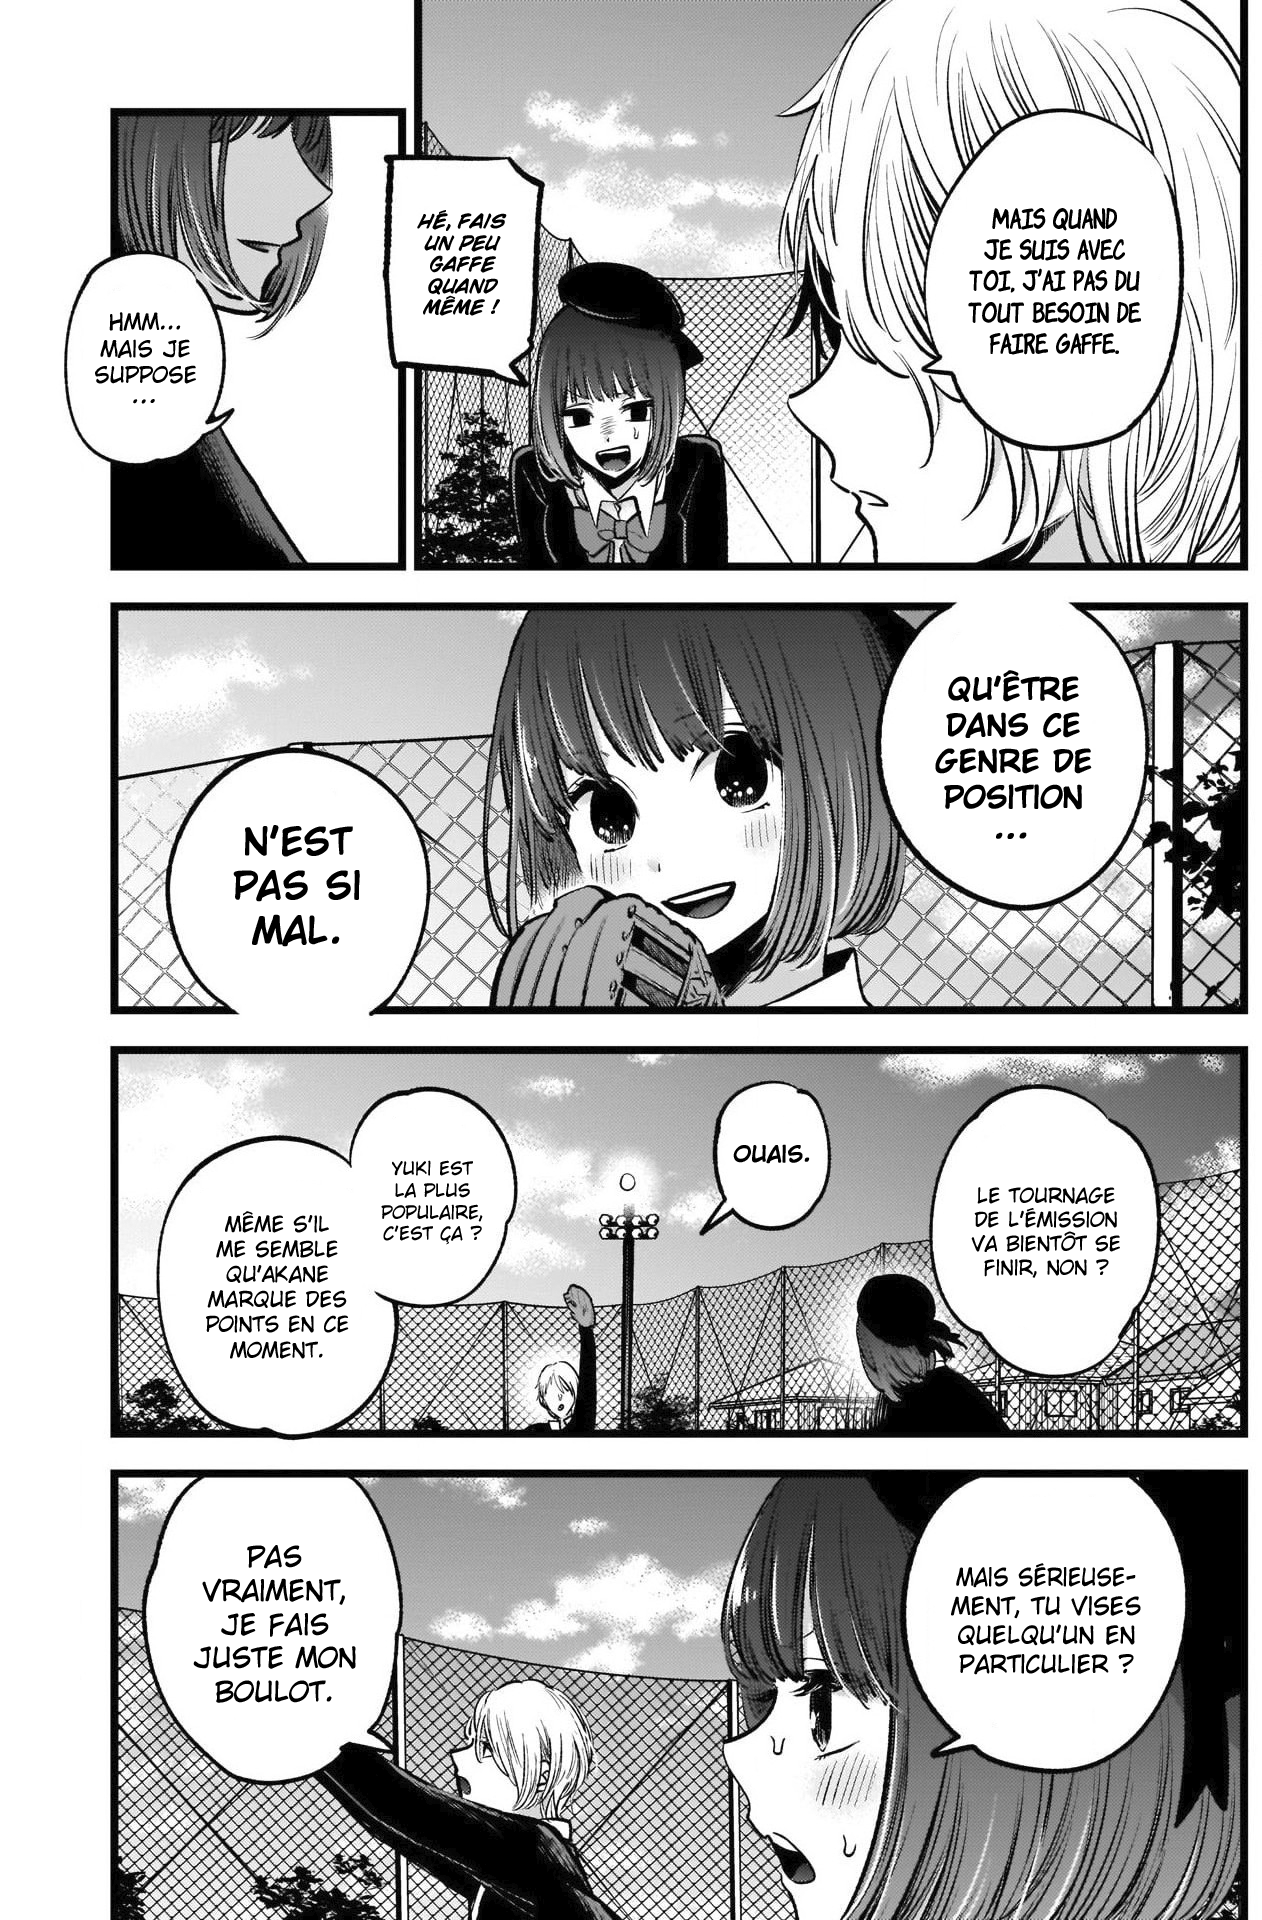 MAIS QUAND
JE SUIS AVEC
TOI, J'AI PAS DU
TOUT BESOIN DE
FAIRE GAFFE.
HÉ, FAIS
UN PEU
GAFFE
QUAND
MÊME !
HMM...
MAIS JE
SUPPOSE
...
QU'ÊTRE
DANS CE
GENRE DE
POSITION
...
N'EST
PAS SI
MAL.
LE TOURNAGE
DE L'ÉMISSION
VA BIENTÔT SE
FINIR, NON ?
OUAIS.
YUKI EST
LA PLUS
POPULAIRE,
C'EST ÇA ?
MÊME S'IL
ME SEMBLE
QU'AKANE
MARQUE DES
POINTS EN CE
MOMENT.
MAIS SÉRIEUSE-
MENT, TU VISES
QUELQU'UN EN
PARTICULIER ?
PAS
VRAIMENT,
JE FAIS
JUSTE MON
BOULOT.